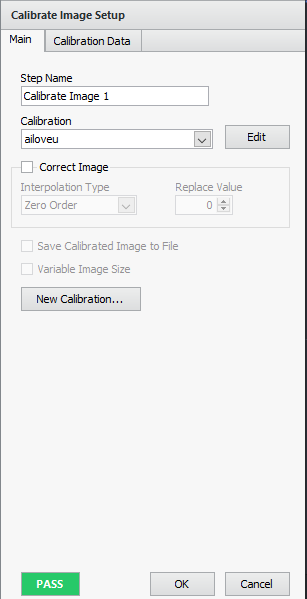 Calibrate Image Setup
Main
Calibration Data
Step Name
Calibrate Image 1
Calibration
ailoveu
Edit
Correct Image
Interpolation Type
Replace Value
Zero Order
0
Save Calibrated Image to File
Variable Image Size
New Calibration...
PASS
OK
Cancel